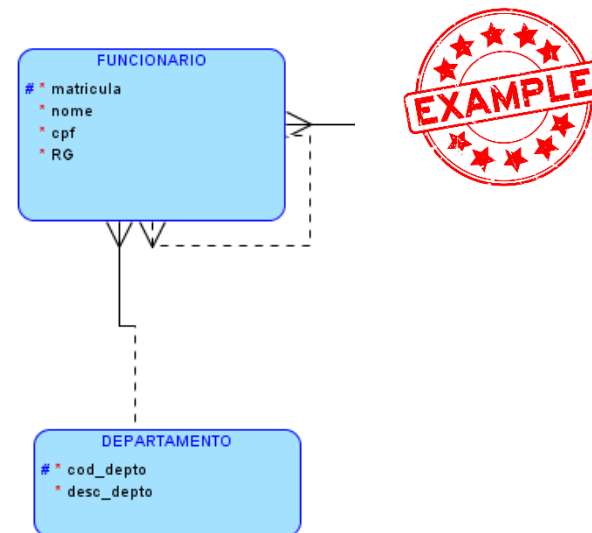 FUNCIONARIO
# * matricula
* nome
* cpf
* RG
EXAMPLE
DEPARTAMENTO
# * cod_depto
* desc_depto